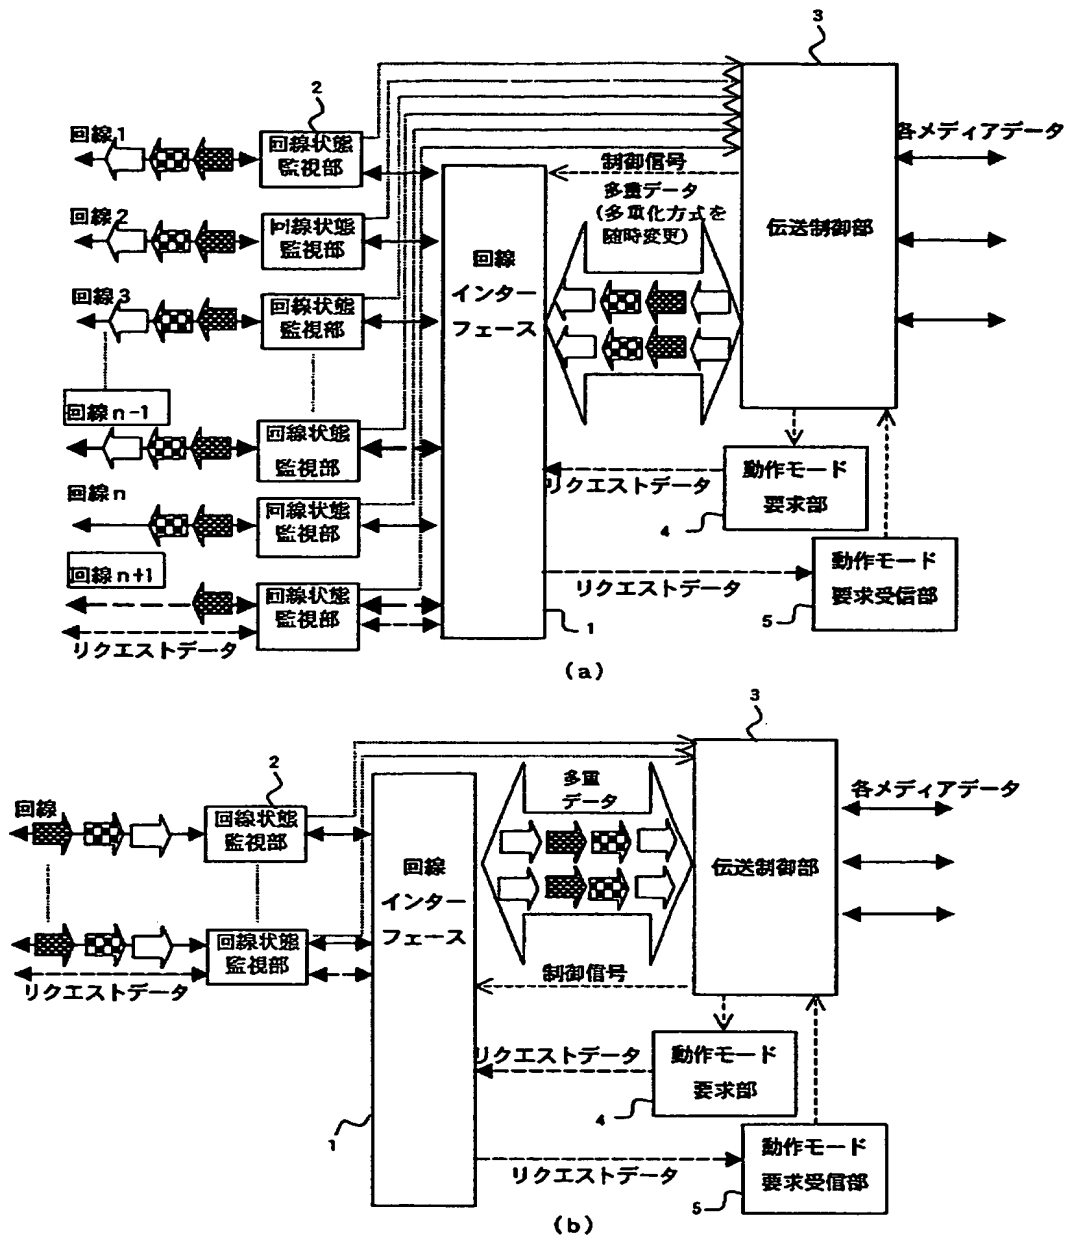 3
2
回線1
回線状態
監視部
各メディアデータ
制御信号
多重データ
(多重化方式を
随時変更)
伝送制御部
回線2
回線状態
監視部
回線
インター
フェース
回線3
回線状態
監視部
回線n-1
回線状態
監視部
動作モード
要求部
リクエストデータ
4
回線n
回線状態
監視部
動作モード
要求受信部
5
回線n+1
回線状態
監視部
リクエストデータ
1
リクエストデータ
(a)
3
2
多重
データ
各メディアデータ
回線
回線状態
監視部
回線
インター
フェース
伝送制御部
回線状態
監視部
リクエストデータ
制御信号
リクエストデータ
動作モード
要求部
4
1
動作モード
要求受信部
リクエストデータ
5
(b)